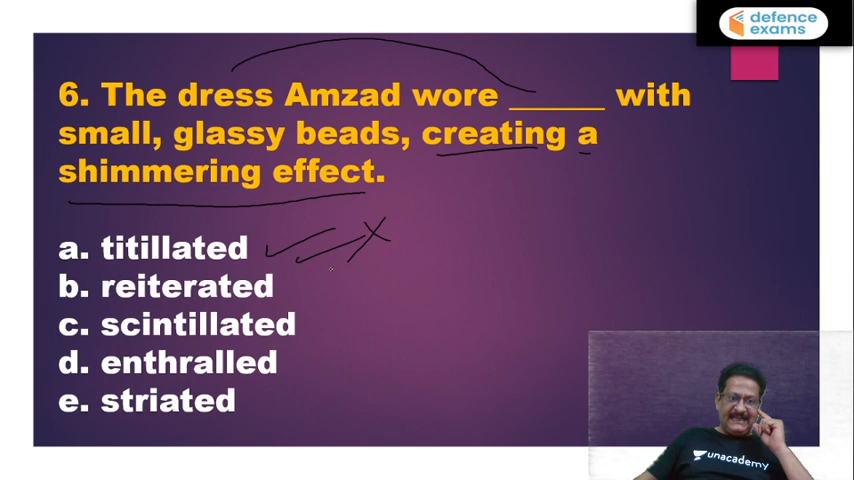 defence
exams
6. The dress Amzad wore ______ with
small, glassy beads, creating a
shimmering effect.
a. titillated
b. reiterated
c. scintillated
d. enthralled
e. striated
unacademy